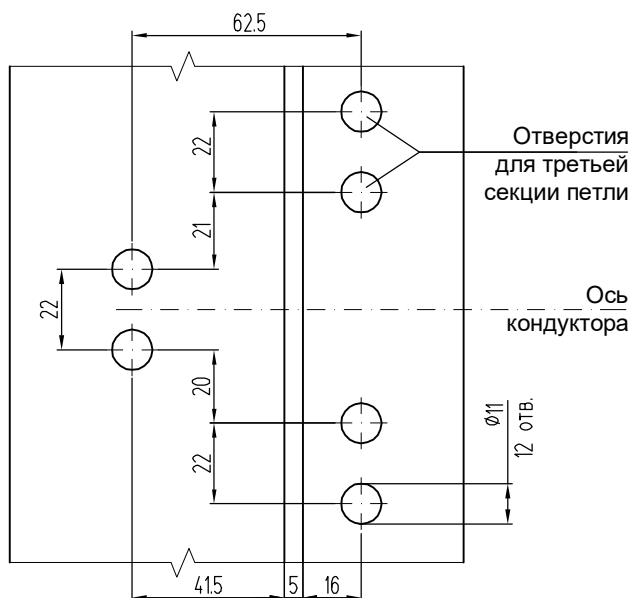 62.5
22
Отверстия
для третьей
секции петли
21
22
Ось
кондуктора
20
22
Ø11
12 отв.
41.5
5
16